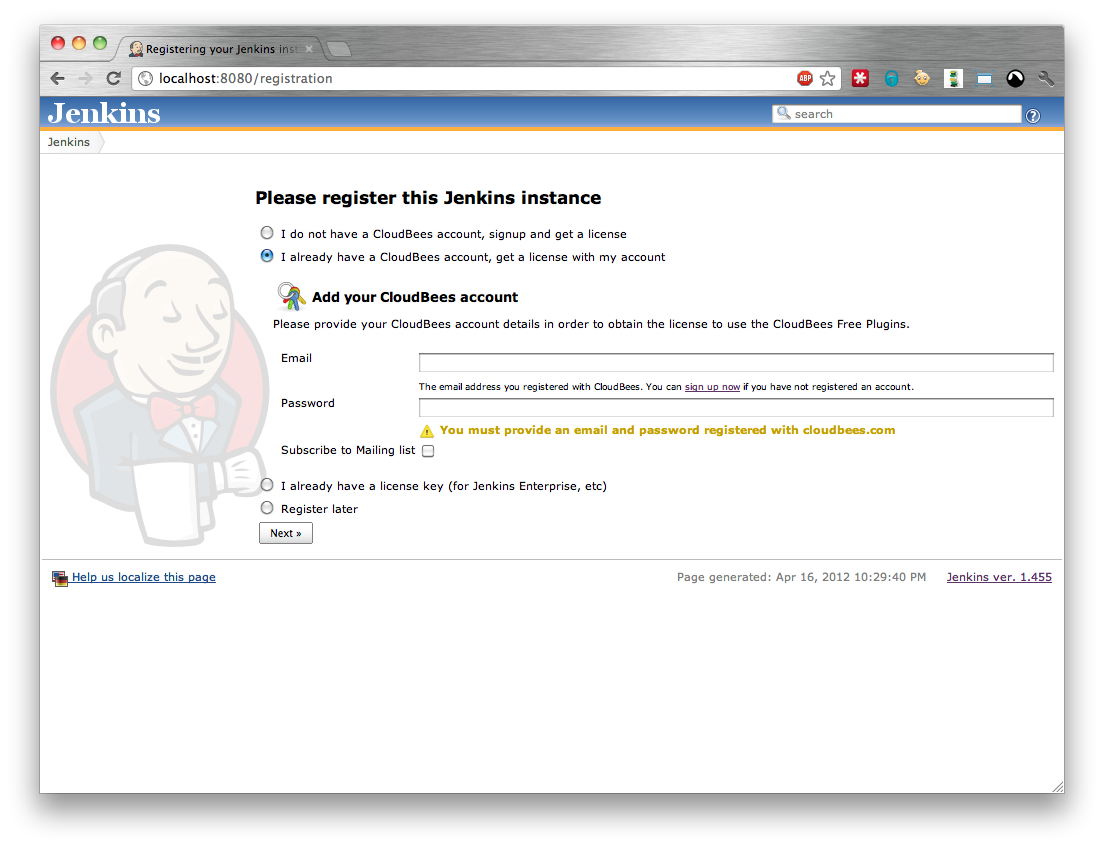 Registering your Jenkins inst
localhost:8080/registration
ABP
Jenkins
search
?
Jenkins
Please register this Jenkins instance
I do not have a CloudBees account, signup and get a license
I already have a CloudBees account, get a license with my account
Add your CloudBees account
Please provide your CloudBees account details in order to obtain the license to use the CloudBees Free Plugins.
Email
The email address you registered with CloudBees. You can sign up now if you have not registered an account.
Password
You must provide an email and password registered with cloudbees.com
Subscribe to Mailing list
I already have a license key (for Jenkins Enterprise, etc)
Register later
Next »
Help us localize this page
Page generated: Apr 16, 2012 10:29:40 PM
Jenkins ver. 1.455